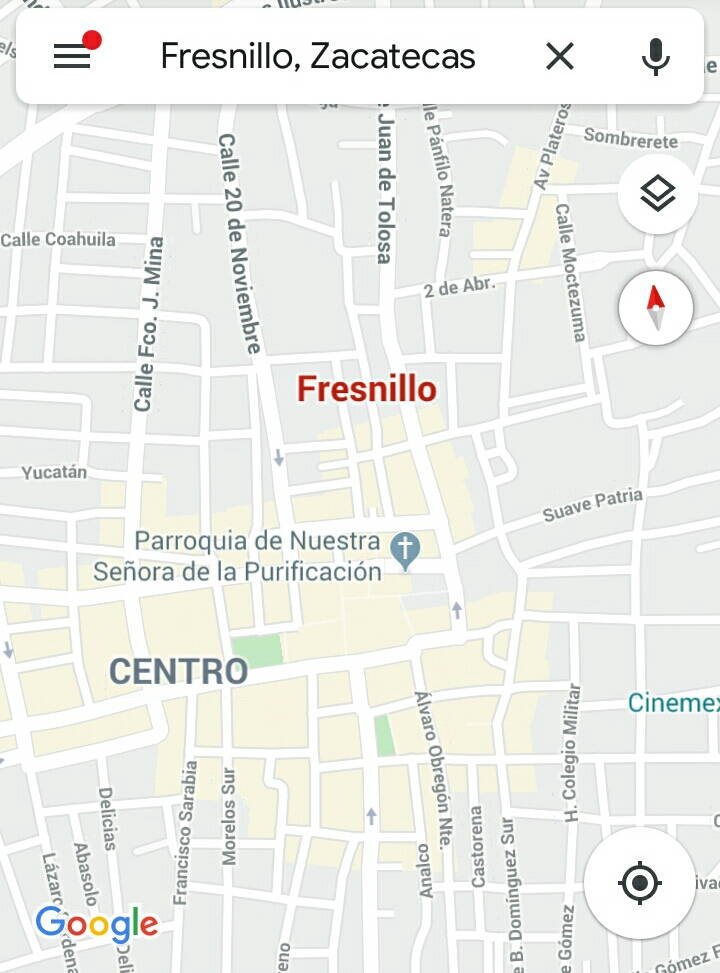 Fresnillo, Zacatecas
Sombrerete
Av Plateros
Calle 20 de Noviembre
Juan de Tolosa
Pánfilo Natera
Calle Coahuila
Calle Fco. J. Mina
Calle Moctezuma
2 de Abr.
Fresnillo
Yucatán
Suave Patria
Parroquia de Nuestra
Señora de la Purificación
CENTRO
Cinemex
Álvaro Obregón Nte.
H. Colegio Militar
Delicias
Francisco Sarabia
Morelos Sur
Castorena
B. Domínguez Sur
Abasolo
Lázaro
Analco
Gómez
Gómez F
Google